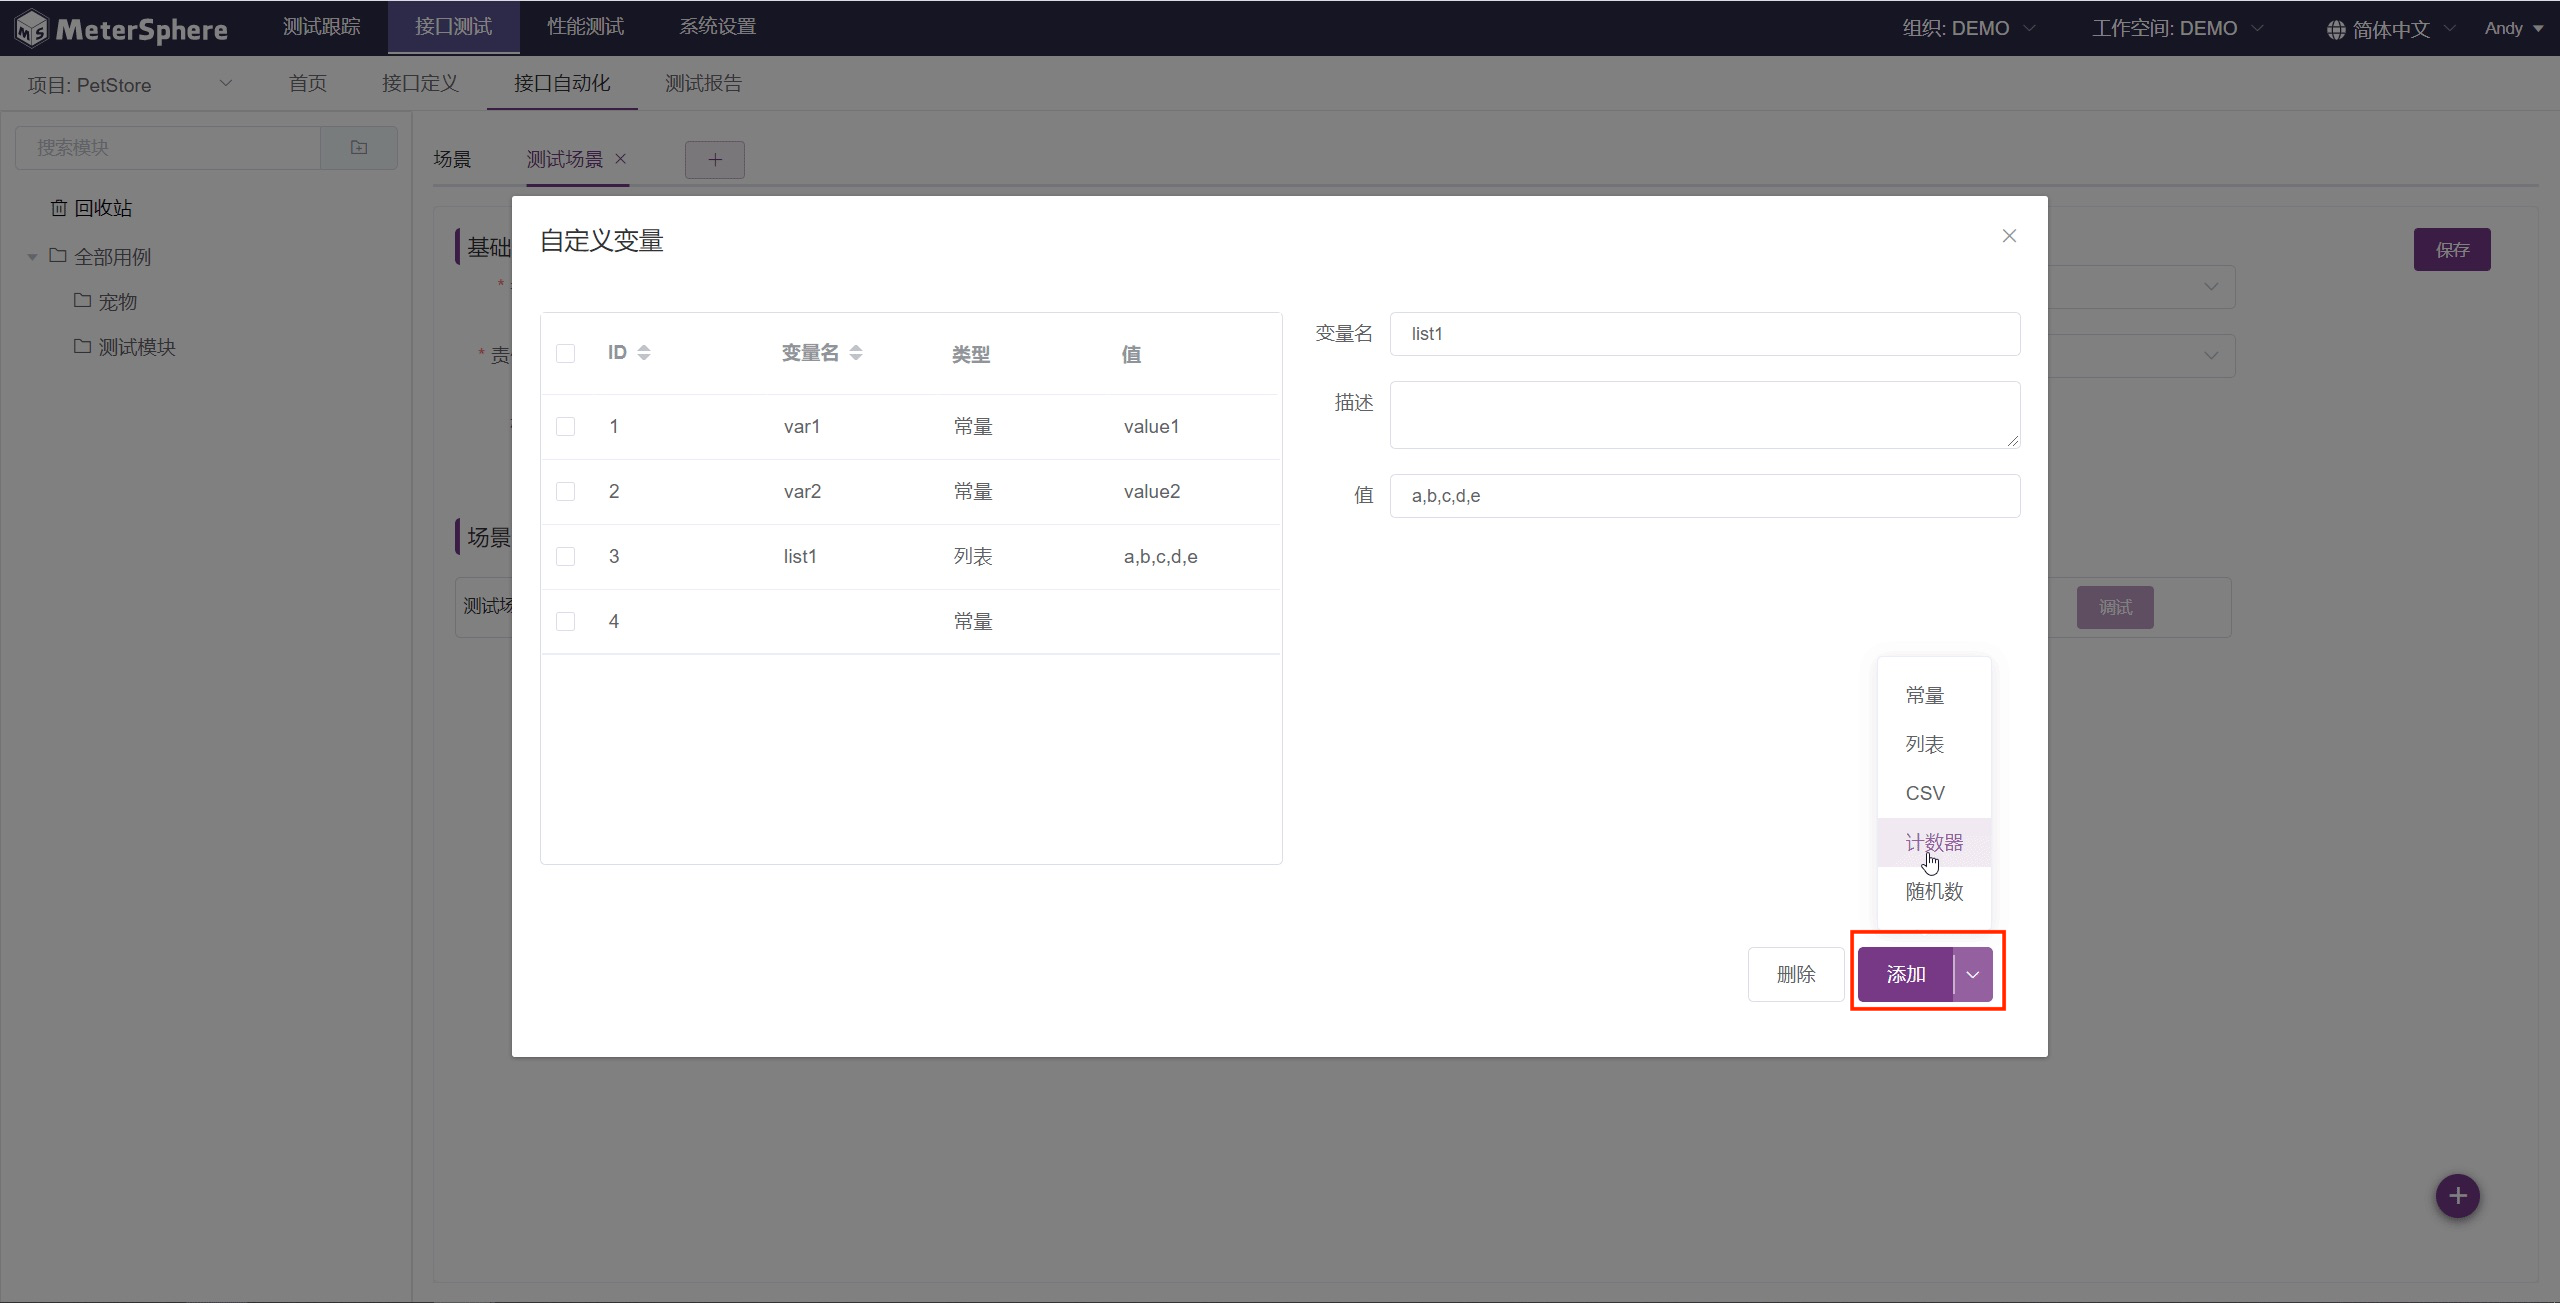 MeterSphere 测试跟踪 接口测试 性能测试 系统设置 组织: DEMO 工作空间: DEMO 简体中文 Andy
项目: PetStore 首页 接口定义 接口自动化 测试报告
搜索模块
场景 测试场景
回收站
全部用例
宠物
测试模块
基础
保存
* 责
场景
测试场
调试
自定义变量
ID 变量名 类型 值
1 var1 常量 value1
2 var2 常量 value2
3 list1 列表 a,b,c,d,e
4 常量
变量名 list1
描述
值 a,b,c,d,e
常量
列表
CSV
计数器
随机数
删除 添加